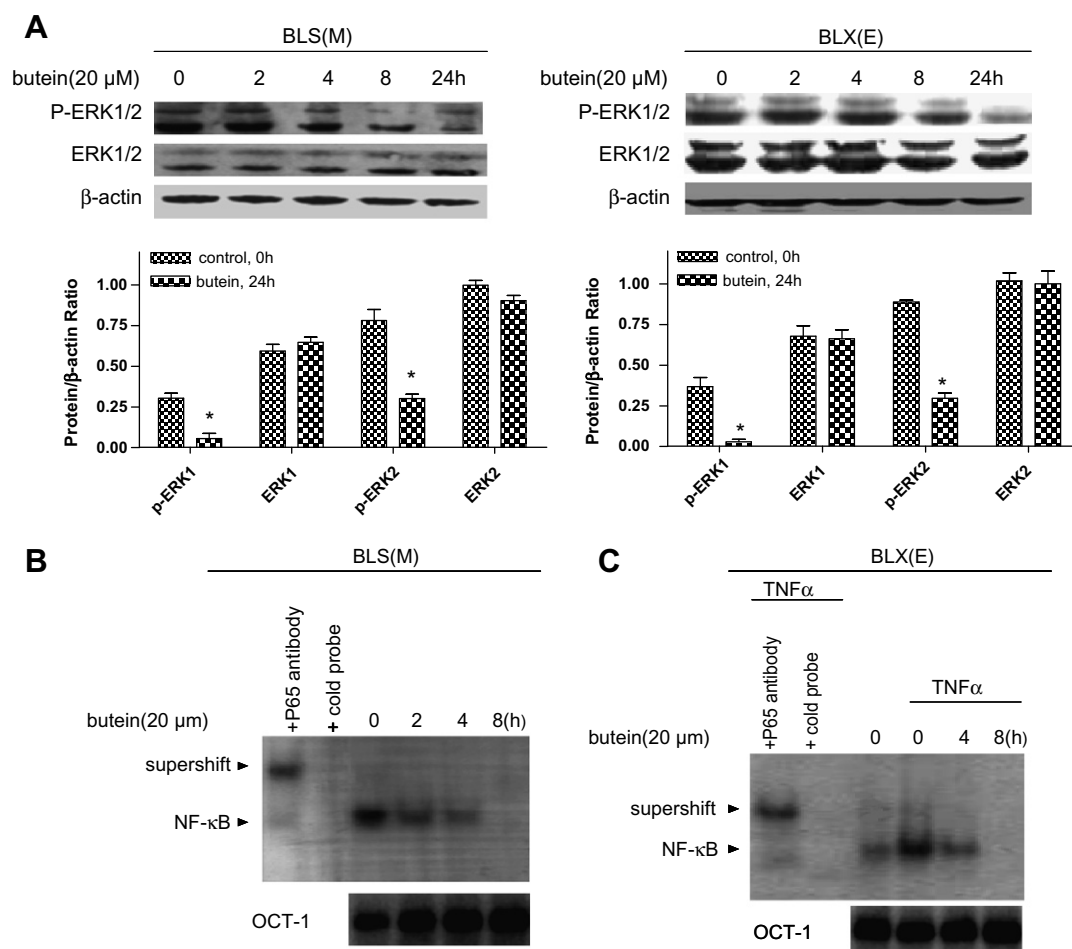 A
BLS(M)
butein(20 μM) 0 2 4 8 24h
P-ERK1/2
ERK1/2
β-actin
control, 0h
butein, 24h
Protein/β-actin Ratio
1.00
0.75
0.50
0.25
0.00
*
*
p-ERK1
ERK1
p-ERK2
ERK2
BLX(E)
butein(20 μM) 0 2 4 8 24h
P-ERK1/2
ERK1/2
β-actin
control, 0h
butein, 24h
Protein/β-actin Ratio
1.00
0.75
0.50
0.25
0.00
*
*
p-ERK1
ERK1
p-ERK2
ERK2
B
BLS(M)
+P65 antibody
+ cold probe
butein(20 μm) 0 2 4 8(h)
supershift
NF-κB
OCT-1
C
BLX(E)
TNFα
+P65 antibody
+ cold probe
TNFα
butein(20 μm) 0 0 4 8(h)
supershift
NF-κB
OCT-1